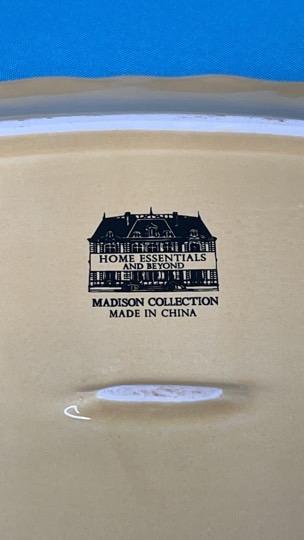 HOME ESSENTIALS
AND BEYOND
MADISON COLLECTION
MADE IN CHINA